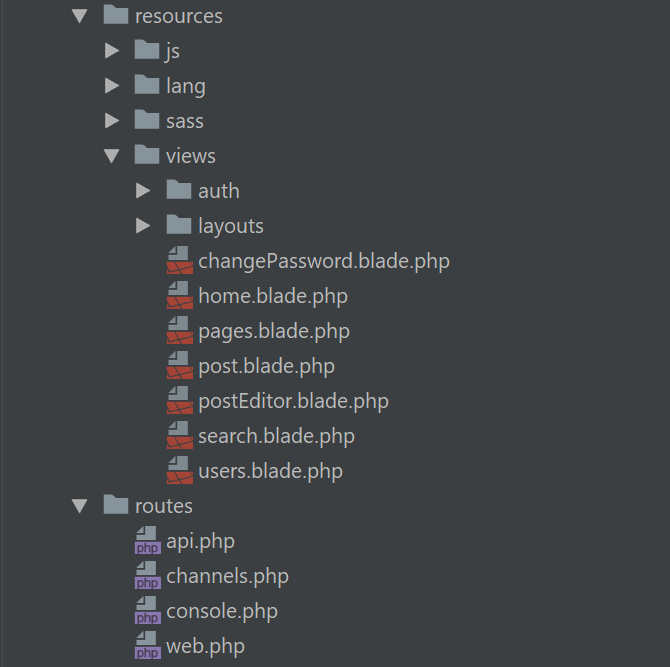 resources
js
lang
sass
views
auth
layouts
changePassword.blade.php
home.blade.php
pages.blade.php
post.blade.php
postEditor.blade.php
search.blade.php
users.blade.php
routes
php api.php
php channels.php
php console.php
php web.php